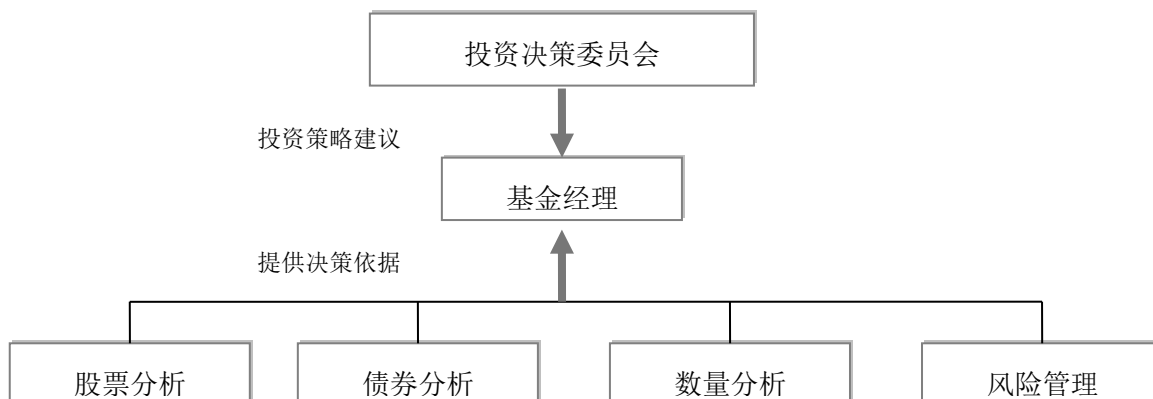 投资决策委员会
投资策略建议
基金经理
提供决策依据
股票分析
债券分析
数量分析
风险管理